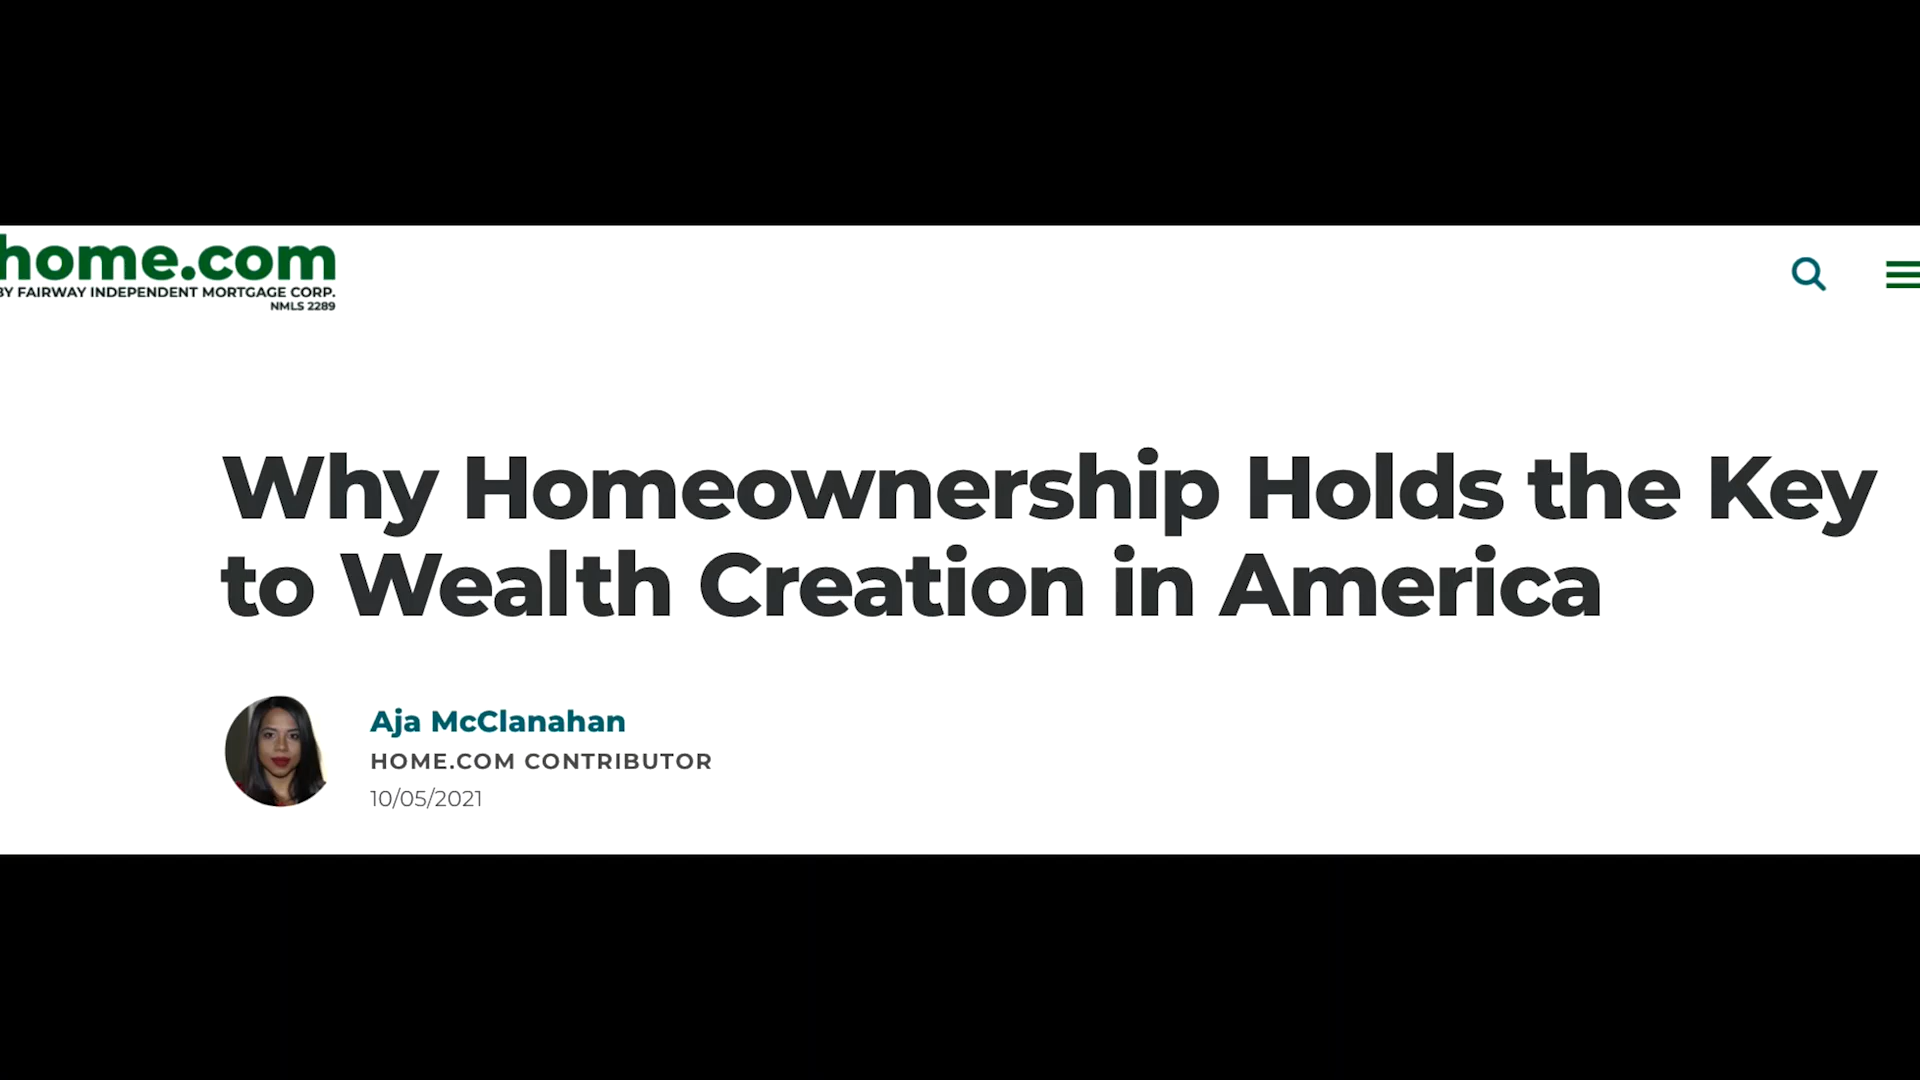 home.com
BY FAIRWAY INDEPENDENT MORTGAGE CORP.
NMLS 2289
Why Homeownership Holds the Key
to Wealth Creation in America
Aja McClanahan
HOME.COM CONTRIBUTOR
10/05/2021